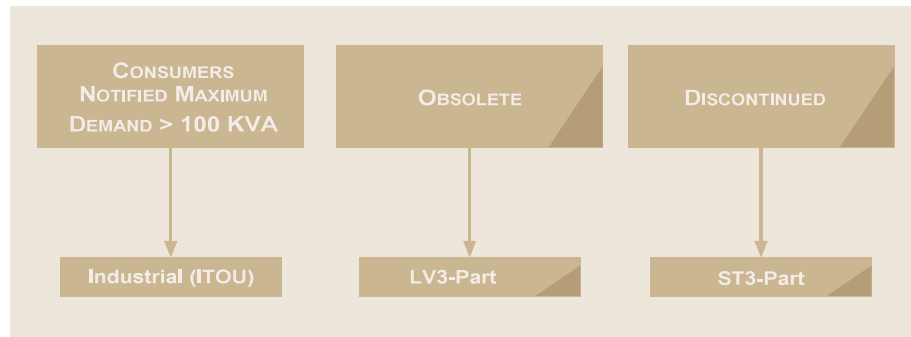 CONSUMERS
NOTIFIED MAXIMUM
DEMAND > 100 KVA
OBSOLETE
DISCONTINUED
Industrial (ITOU)
LV3-Part
ST3-Part